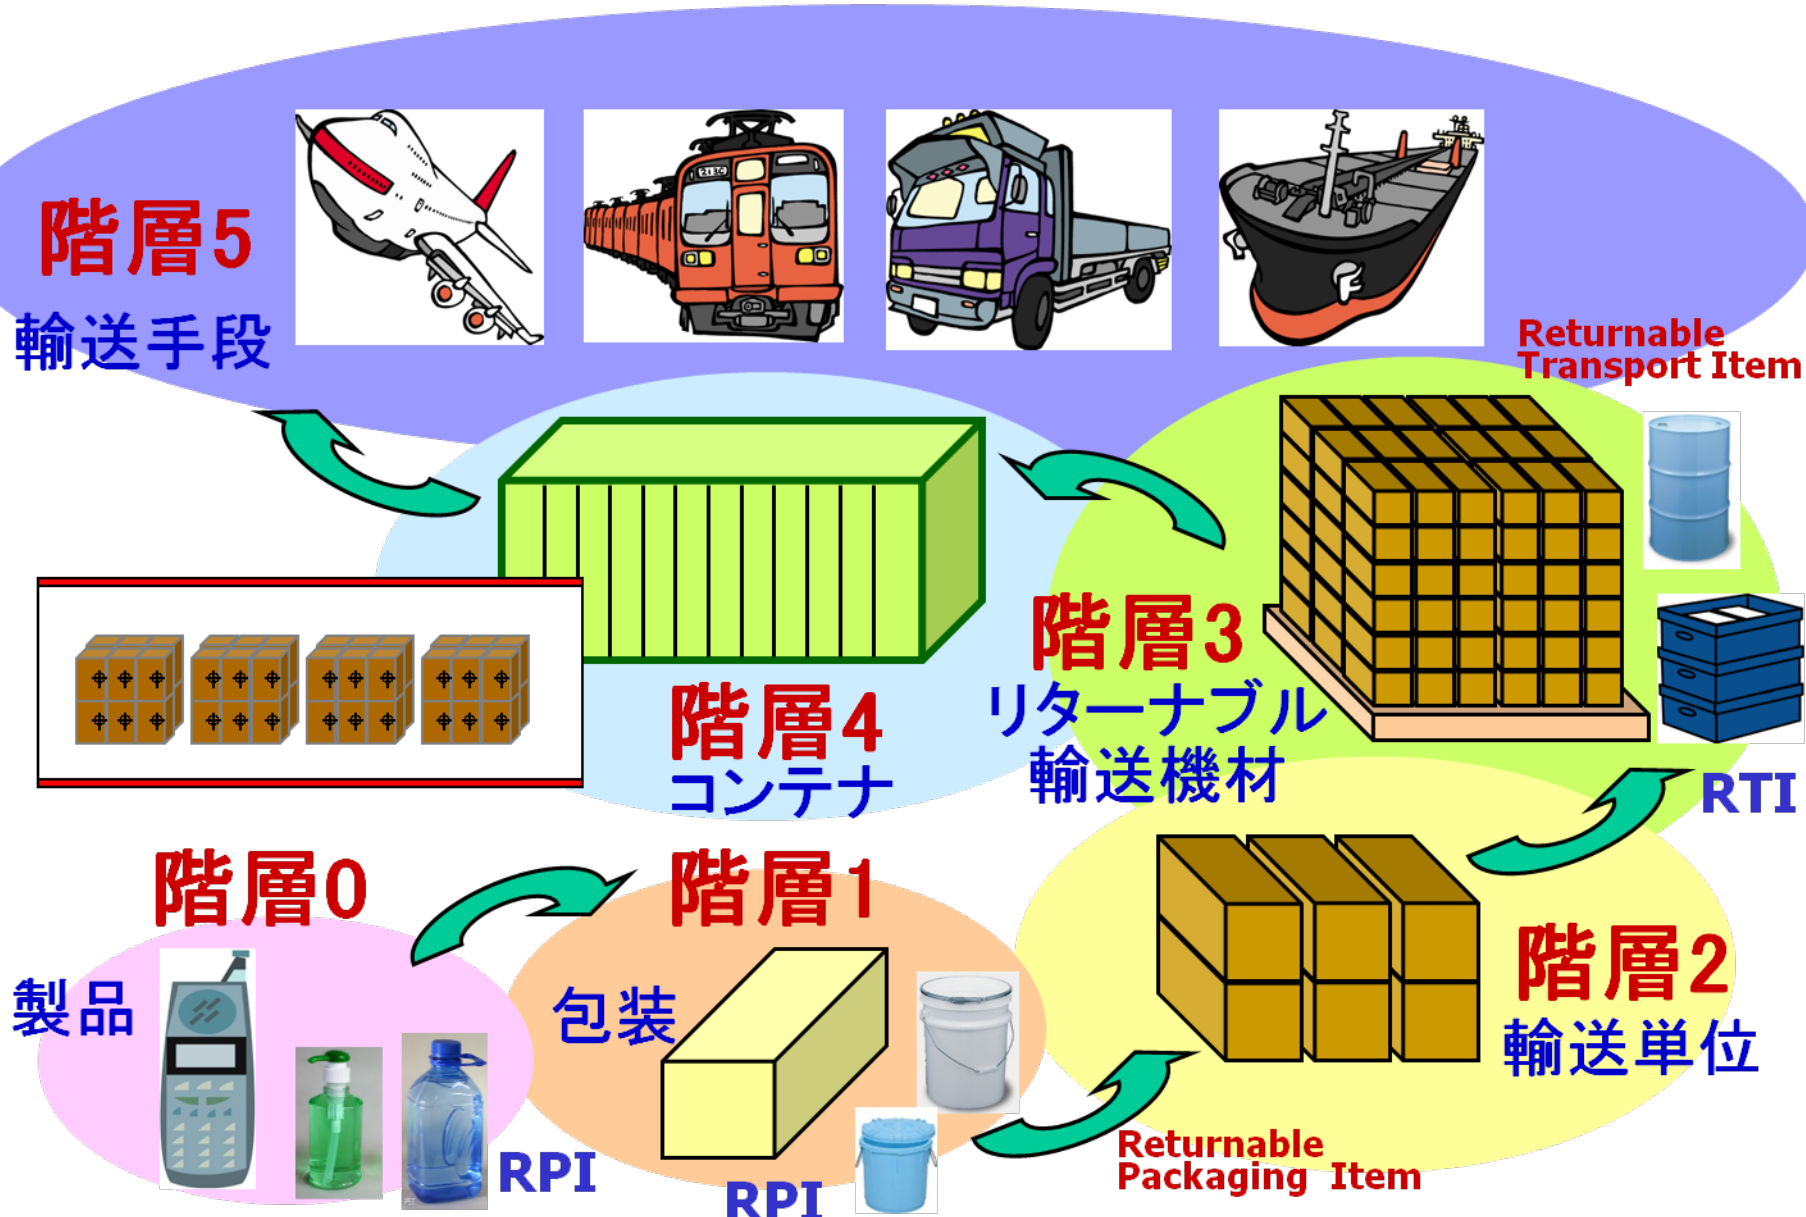 階層5
輸送手段
Returnable
Transport Item
階層3
リターナブル
輸送機材
RTI
階層4
コンテナ
階層0
製品
RPI
階層1
包装
RPI
階層2
輸送単位
Returnable
Packaging Item